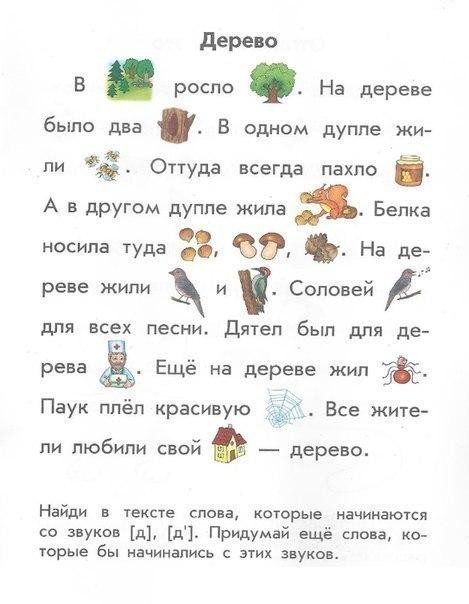 Дерево
В росло . На дереве
было два . В одном дупле жи-
ли . Оттуда всегда пахло .
А в другом дупле жила . Белка
носила туда , , . На де-
реве жили и . Соловей
для всех песни. Дятел был для де-
рева . Ещё на дереве жил .
Паук плёл красивую . Все жите-
ли любили свой — дерево.
Найди в тексте слова, которые начинаются
со звуков [д], [д']. Придумай ещё слова, ко-
торые бы начинались с этих звуков.